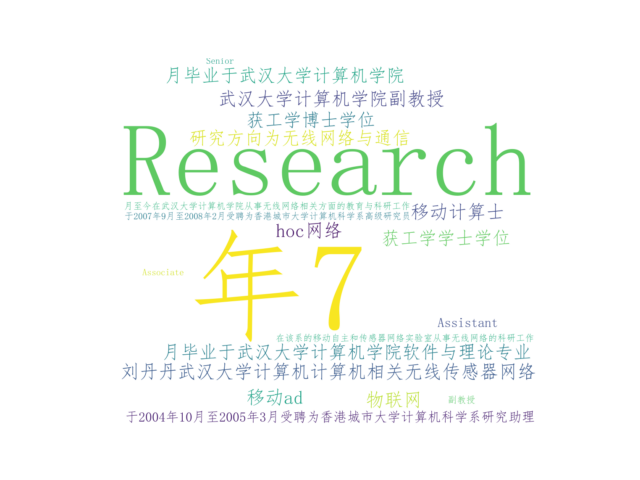 Senior
月毕业于武汉大学计算机学院
武汉大学计算机学院副教授
获工学博士学位
研究方向为无线网络与通信
Research
月至今在武汉大学计算机学院从事无线网络相关方面的教育与科研工作
于2007年9月至2008年2月受聘为香港城市大学计算机科学系高级研究员
移动计算士
hoc网络
获工学学士学位
年7
Associate
Assistant
在该系的移动自主和传感器网络实验室从事无线网络的科研工作
月毕业于武汉大学计算机学院软件与理论专业
刘丹丹武汉大学计算机计算机相关无线传感器网络
移动ad
物联网
副教授
于2004年10月至2005年3月受聘为香港城市大学计算机科学系研究助理